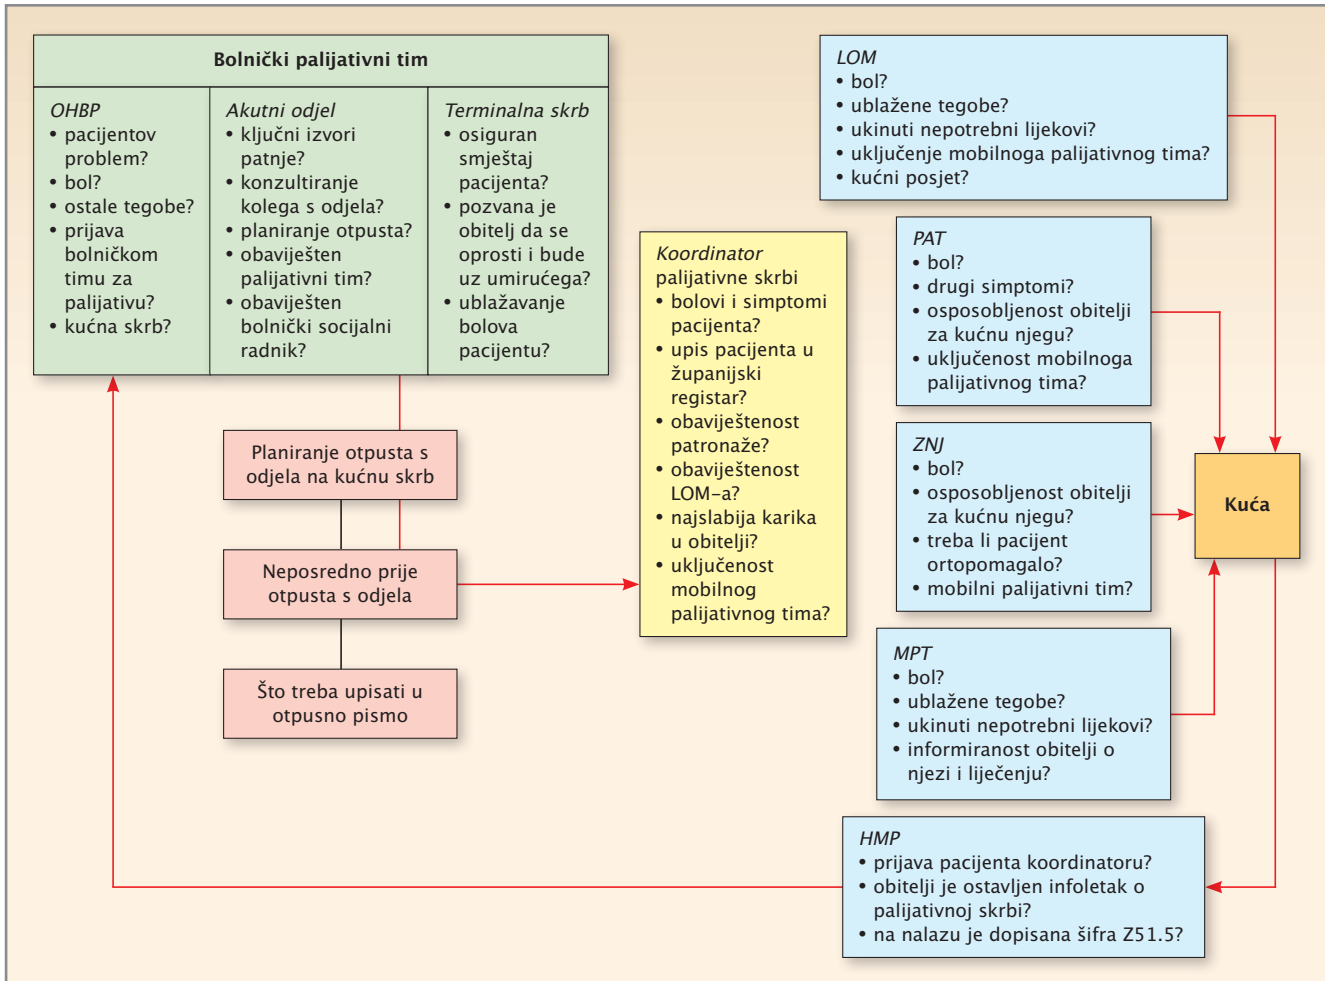 Bolnički palijativni tim
OHBP
• pacijentov
problem?
• bol?
• ostale tegobe?
• prijava
bolničkom
timu za
palijativu?
• kućna skrb?
Akutni odjel
• ključni izvori
patnje?
• konzultiranje
kolega s odjela?
• planiranje otpusta?
• obaviješten
palijativni tim?
• obaviješten
bolnički socijalni
radnik?
Terminalna skrb
• osiguran
smještaj
pacijenta?
• pozvana je
obitelj da se
oprosti i bude
uz umirućega?
• ublažavanje
bolova
pacijentu?
Planiranje otpusta s
odjela na kućnu skrb
Neposredno prije
otpusta s odjela
Što treba upisati u
otpusno pismo
Koordinator
palijativne skrbi
• bolovi i simptomi
pacijenta?
• upis pacijenta u
županijski
registar?
• obaviještenost
patronaže?
• obaviještenost
LOM–a?
• najslabija karika
u obitelji?
• uključenost
mobilnog
palijativnog tima?
LOM
• bol?
• ublažene tegobe?
• ukinuti nepotrebni lijekovi?
• uključenje mobilnoga palijativnog tima?
• kućni posjet?
PAT
• bol?
• drugi simptomi?
• osposobljenost obitelji
za kućnu njegu?
• uključenost mobilnoga
palijativnog tima?
ZNJ
• bol?
• osposobljenost obitelji
za kućnu njegu?
• treba li pacijent
ortopomagalo?
• mobilni palijativni tim?
Kuća
MPT
• bol?
• ublažene tegobe?
• ukinuti nepotrebni lijekovi?
• informiranost obitelji o
njezi i liječenju?
HMP
• prijava pacijenta koordinatoru?
• obitelji je ostavljen infoletak o
palijativnoj skrbi?
• na nalazu je dopisana šifra Z51.5?